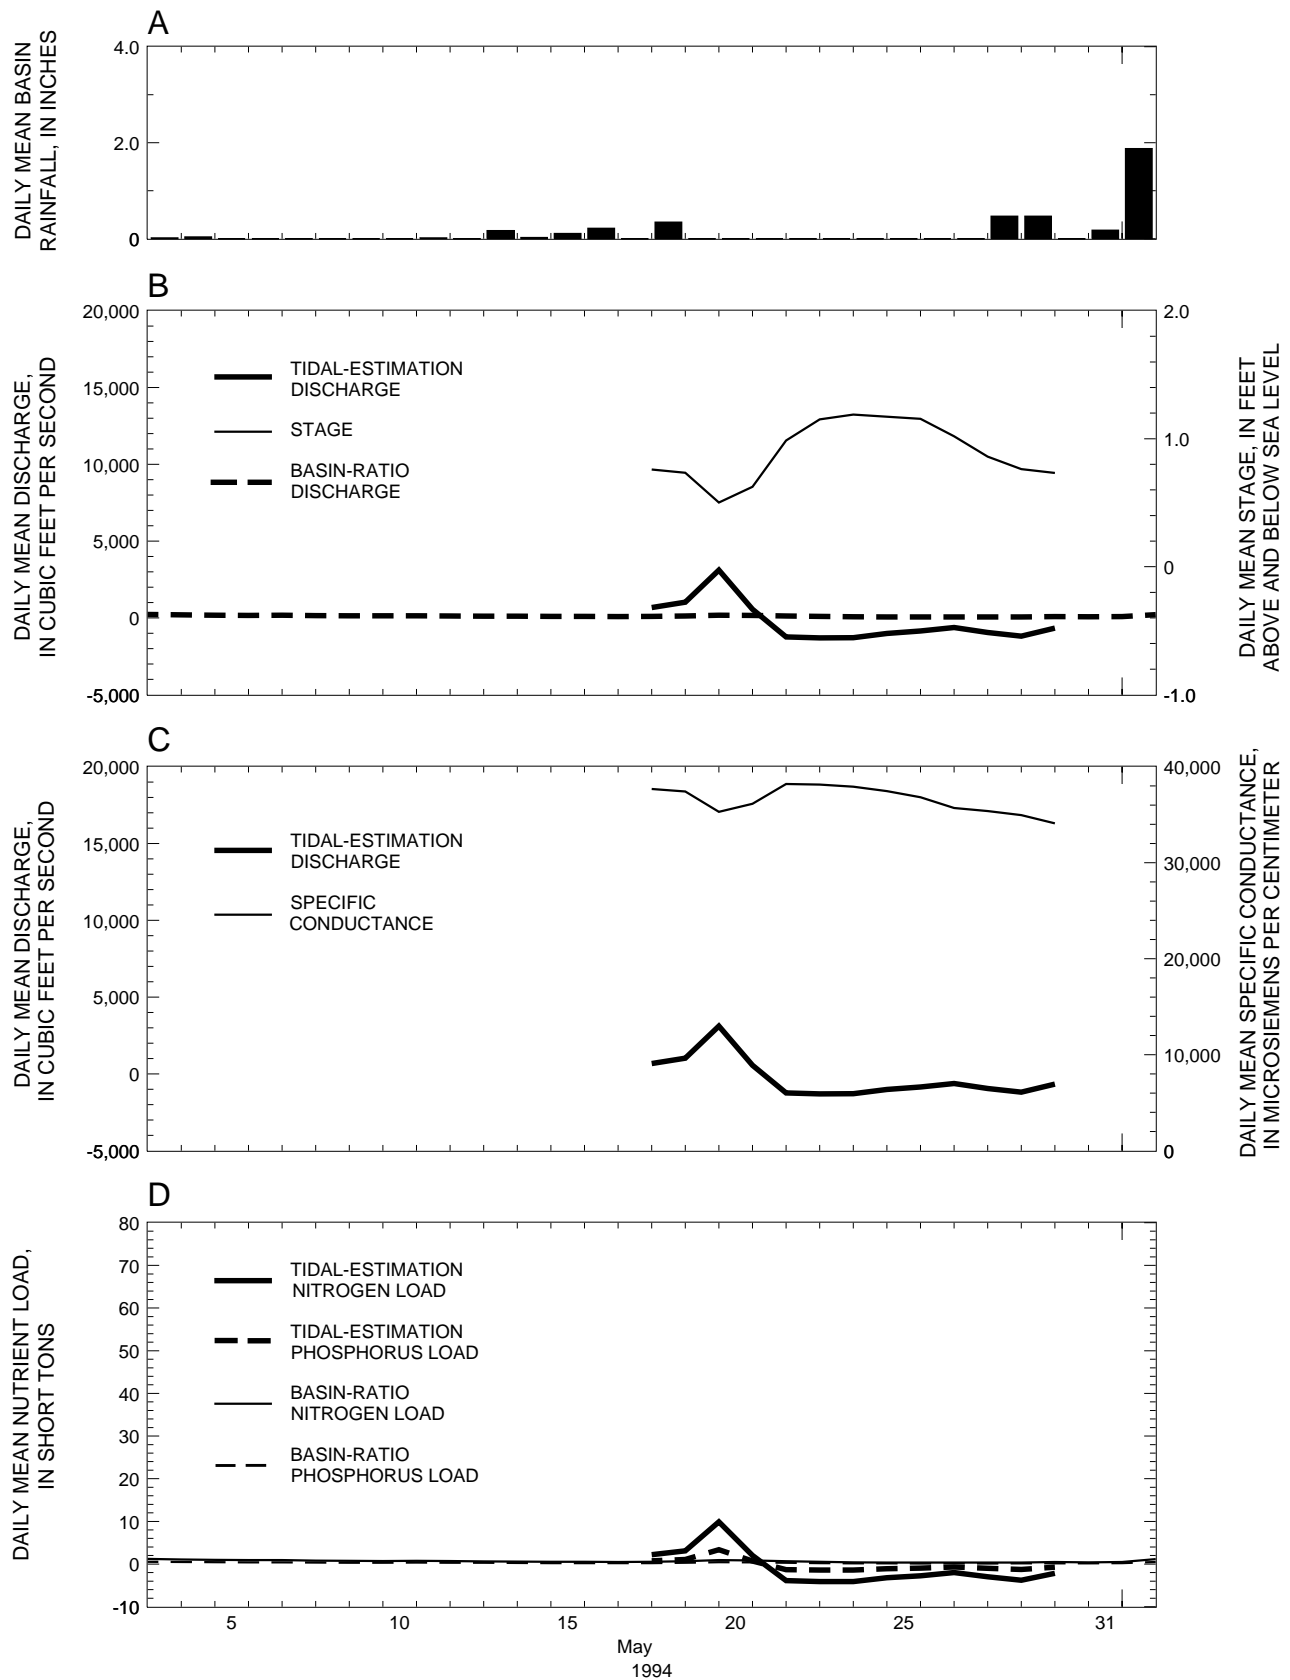 A
DAILY MEAN BASIN
RAINFALL, IN INCHES
4.0
2.0
0
B
DAILY MEAN DISCHARGE,
IN CUBIC FEET PER SECOND
20,000
15,000
10,000
5,000
0
-5,000
TIDAL-ESTIMATION
DISCHARGE
STAGE
BASIN-RATIO
DISCHARGE
2.0
1.0
0
-1.0
DAILY MEAN STAGE, IN FEET
ABOVE AND BELOW SEA LEVEL
C
DAILY MEAN DISCHARGE,
IN CUBIC FEET PER SECOND
20,000
15,000
10,000
5,000
0
-5,000
TIDAL-ESTIMATION
DISCHARGE
SPECIFIC
CONDUCTANCE
40,000
30,000
20,000
10,000
0
DAILY MEAN SPECIFIC CONDUCTANCE,
IN MICROSIEMENS PER CENTIMETER
D
DAILY MEAN NUTRIENT LOAD,
IN SHORT TONS
80
70
60
50
40
30
20
10
0
-10
TIDAL-ESTIMATION
NITROGEN LOAD
TIDAL-ESTIMATION
PHOSPHORUS LOAD
BASIN-RATIO
NITROGEN LOAD
BASIN-RATIO
PHOSPHORUS LOAD
5 10 15 20 25 31
May
1994